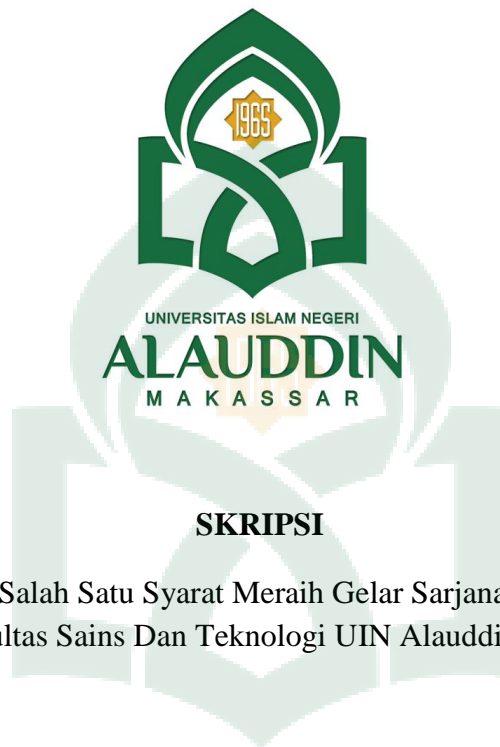 1965
UNIVERSITAS ISLAM NEGERI
ALAUDDIN
MAKASSAR
SKRIPSI
Salah Satu Syarat Meraih Gelar Sarjana
ltas Sains Dan Teknologi UIN Alauddi